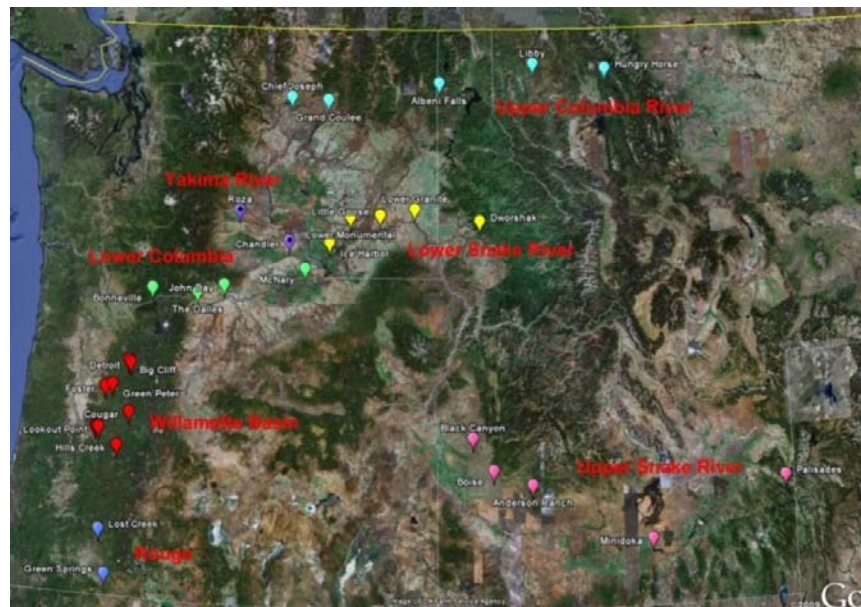 Libby
Hungry Horse
Chief Joseph
Albeni Falls
Grand Coulee
Upper Columbia River
Yakima River
Roza
Lower Granite
Little Goose
Dworshak
Chandler
Lower Monumental
Lower Snake River
Ice Harbor
Lower Columbia
McNary
John Day
Bonneville
The Dalles
Detroit
Big Cliff
Foster
Green Peter
Cougar
Willamette Basin
Lookout Point
Hills Creek
Black Canyon
Upper Snake River
Palisades
Boise
Anderson Ranch
Lost Creek
Minidoka
Rouge
Green Springs
Go